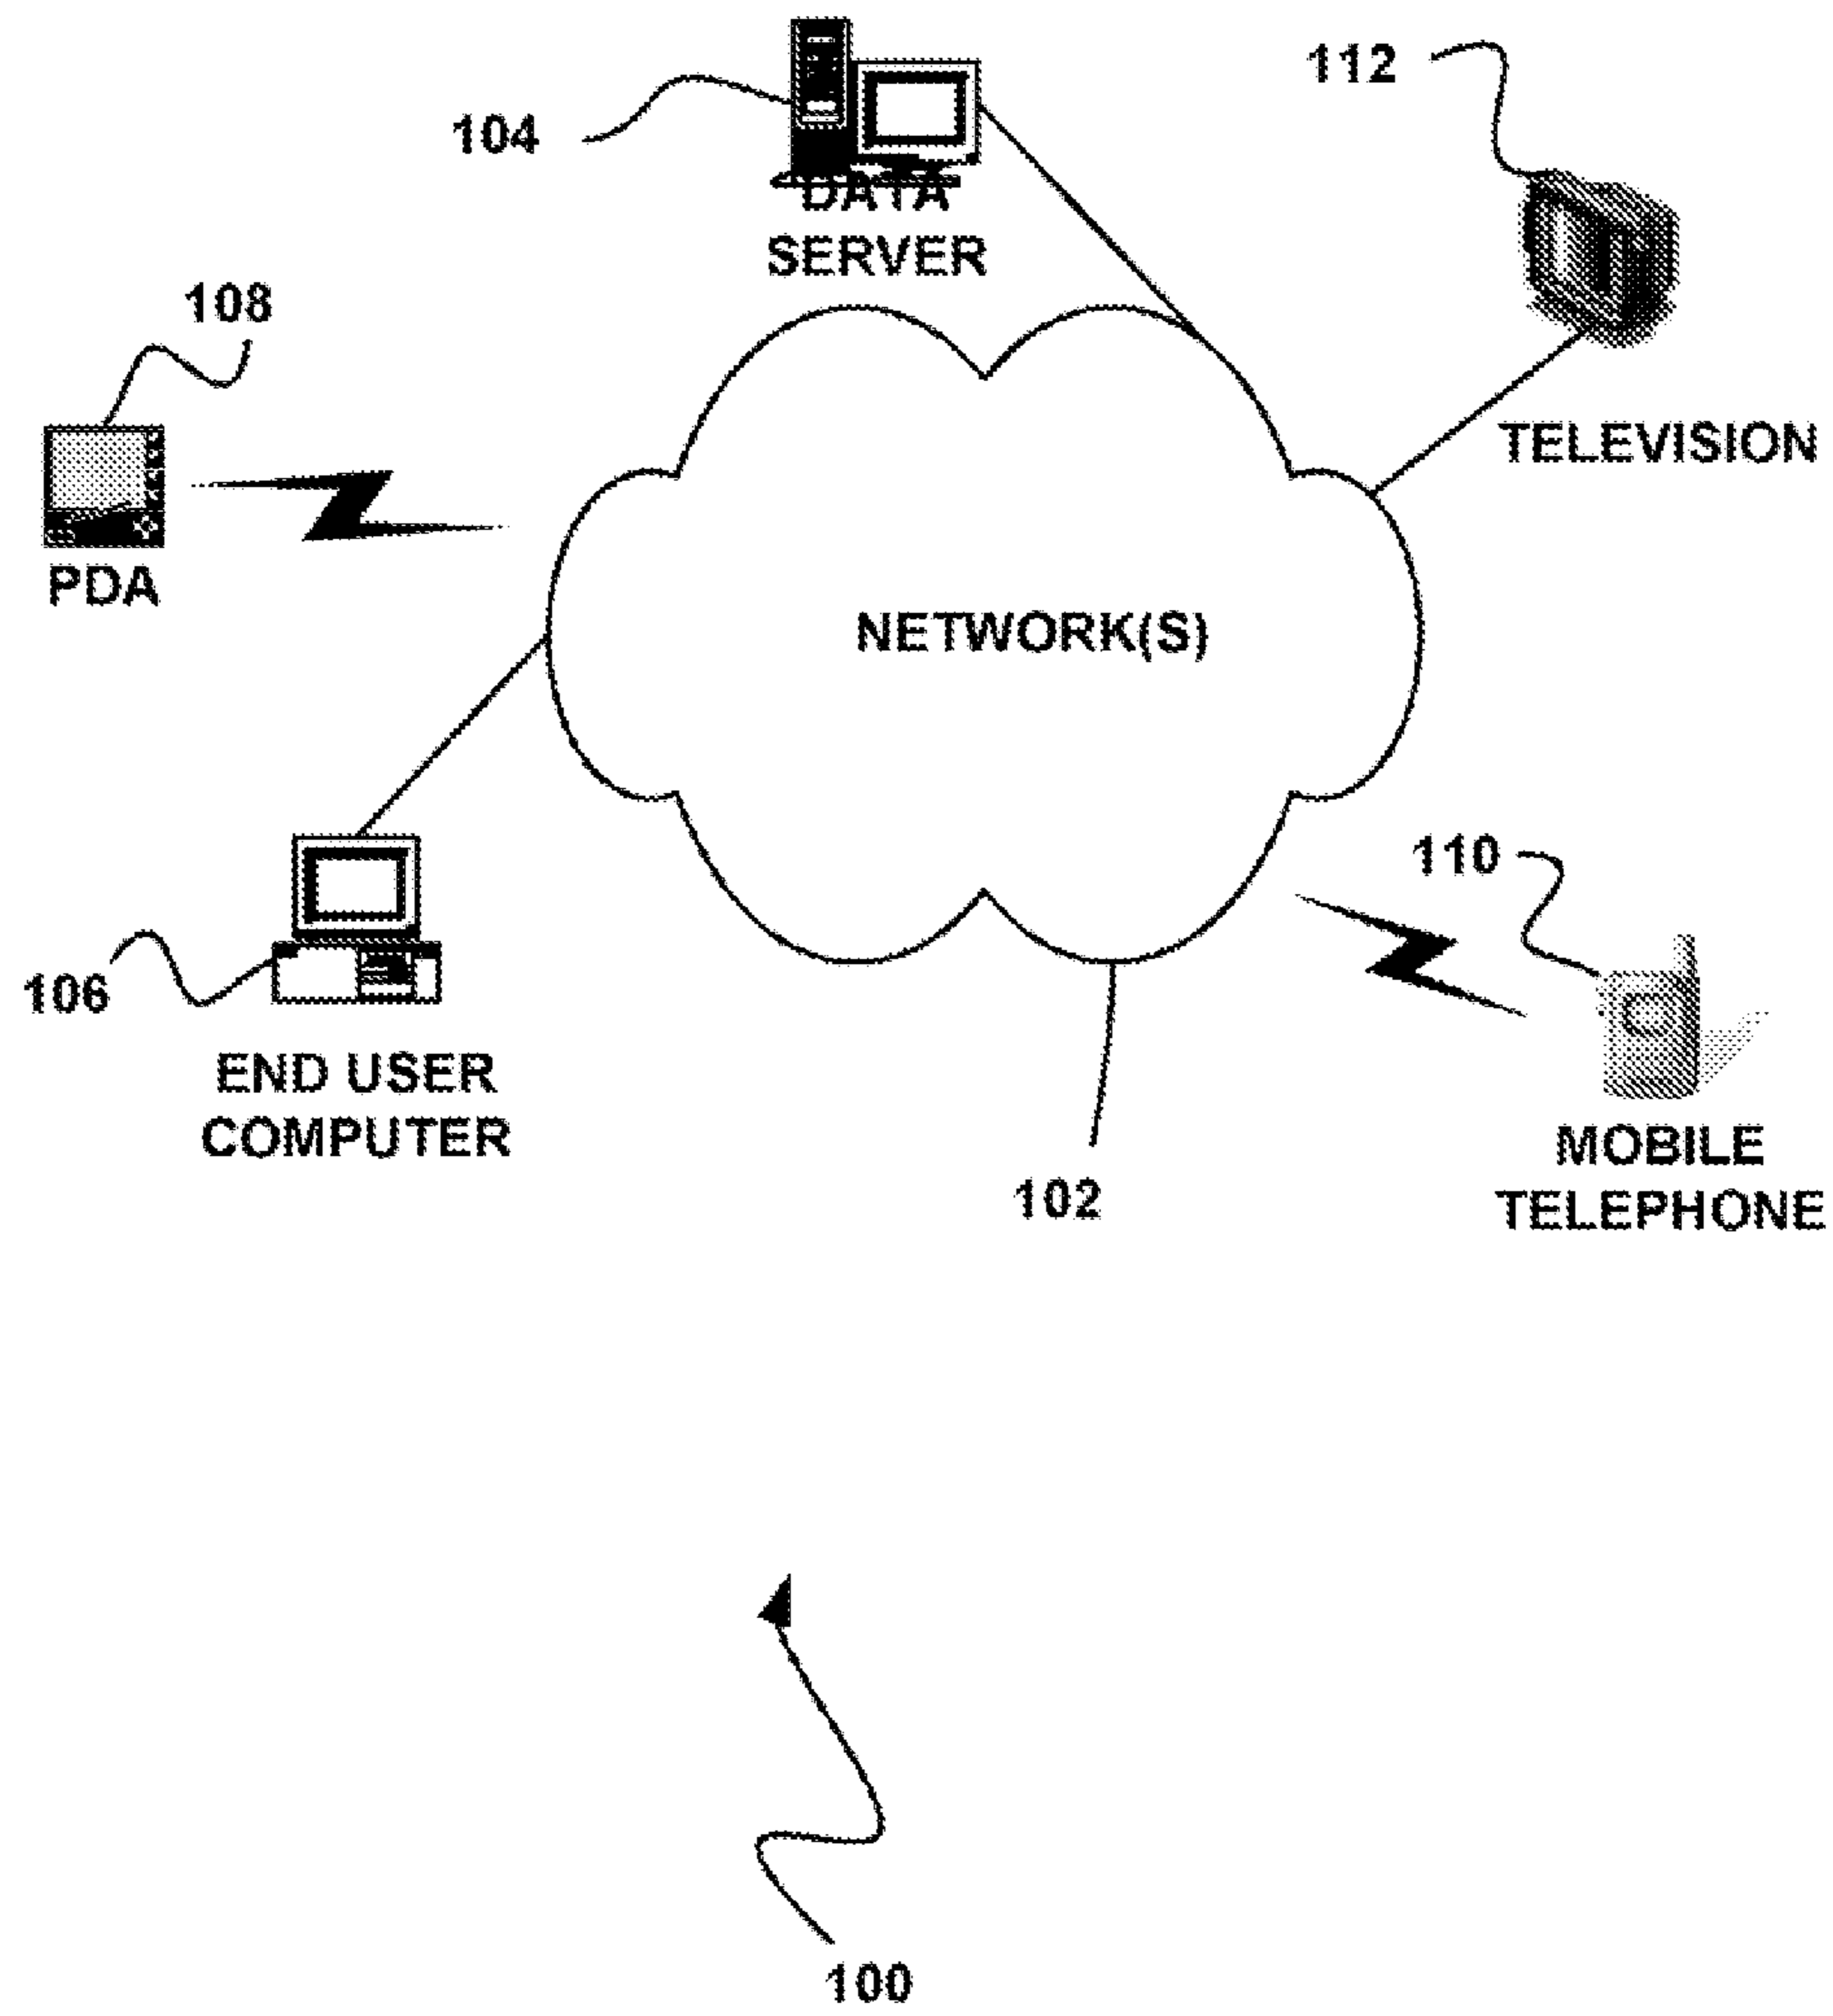 112
104
DATA
SERVER
108
TELEVISION
PDA
NETWORK(S)
110
106
END USER
COMPUTER
MOBILE
TELEPHONE
102
100